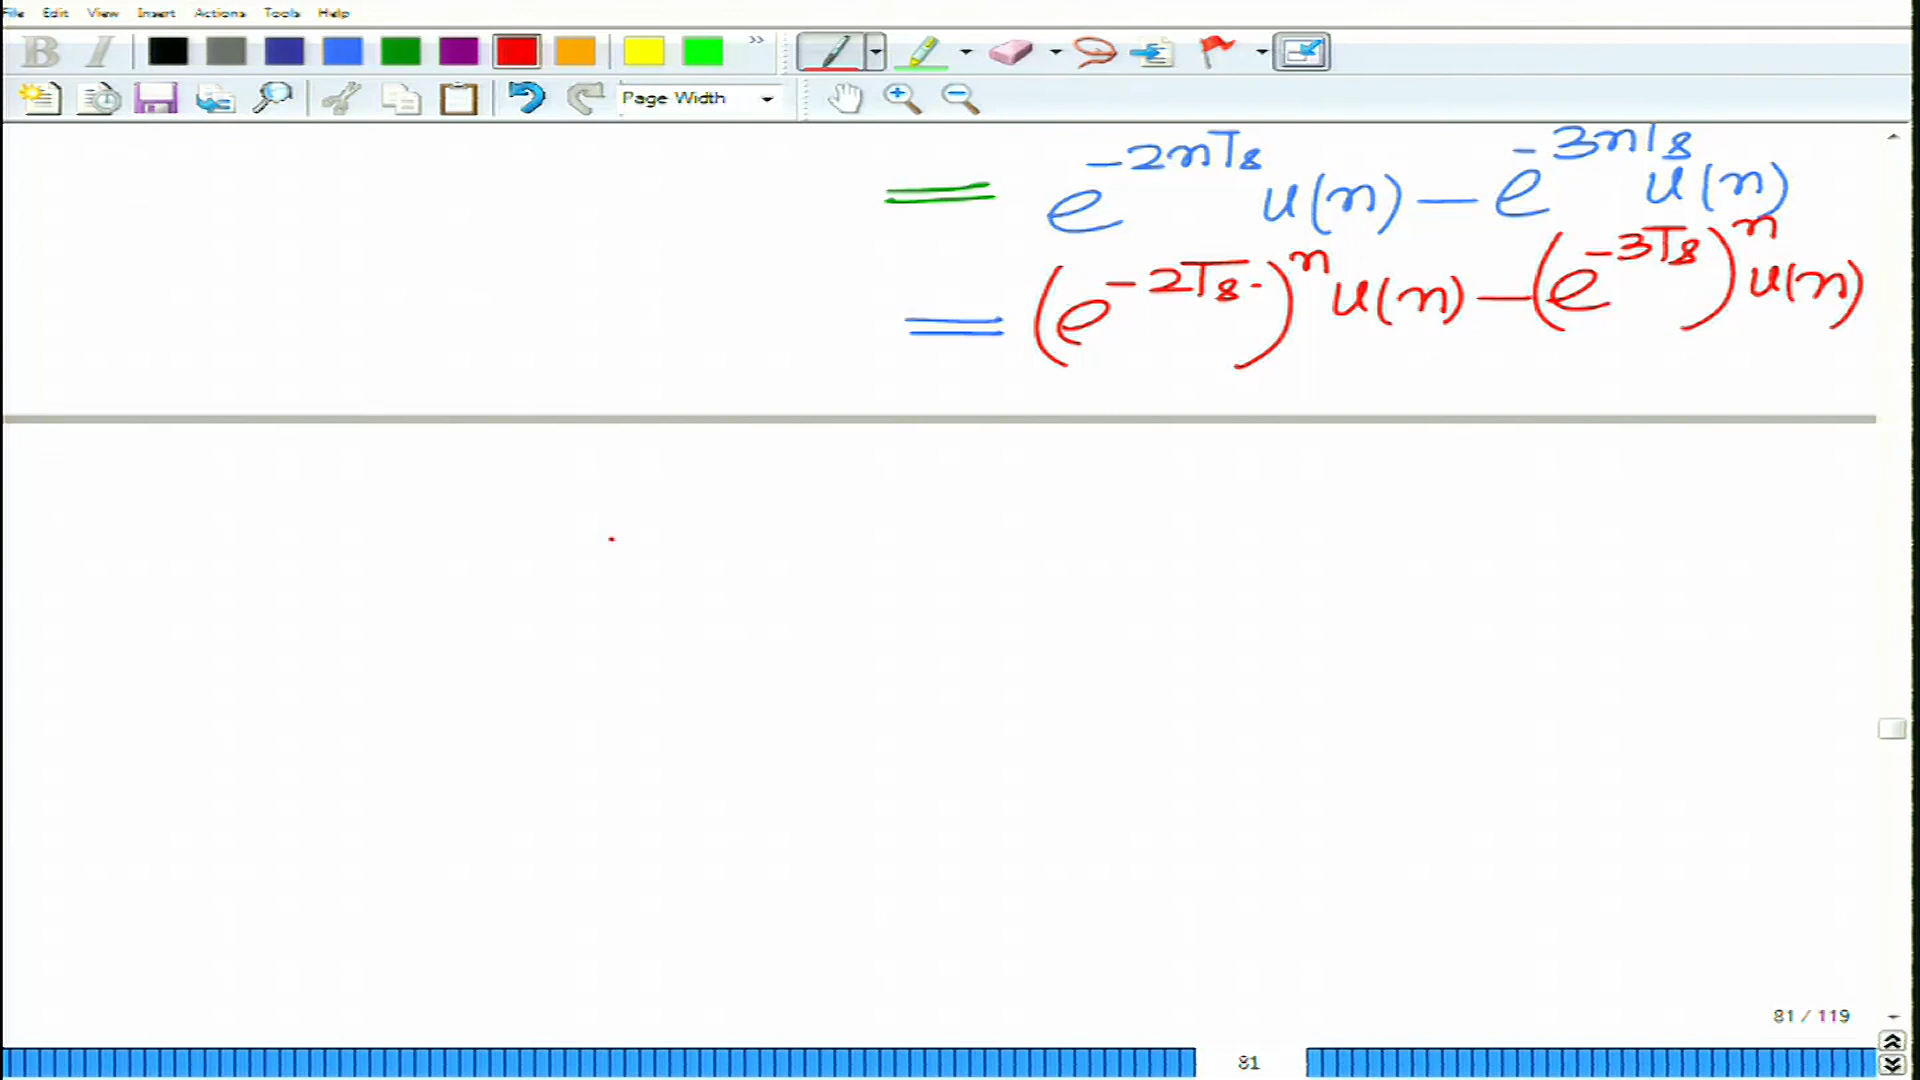 File Edit View Insert Actions Tools Help
B I
Page Width
= e^{-2nTs} u(n) - e^{-3nTs} u(n)
= (e^{-2Ts})^n u(n) - (e^{-3Ts})^n u(n)
81 / 119
81